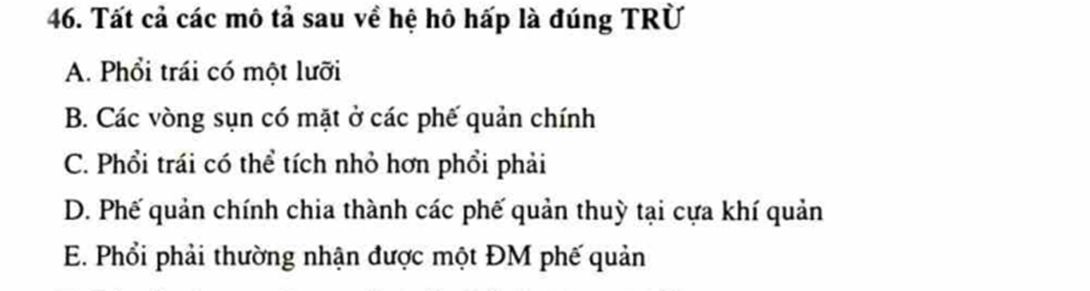 46. Tất cả các mô tả sau về hệ hô hấp là đúng TRỪ
A. Phổi trái có một lưỡi
B. Các vòng sụn có mặt ở các phế quản chính
C. Phổi trái có thể tích nhỏ hơn phổi phải
D. Phế quản chính chia thành các phế quản thuỳ tại cựa khí quản
E. Phổi phải thường nhận được một ĐM phế quản